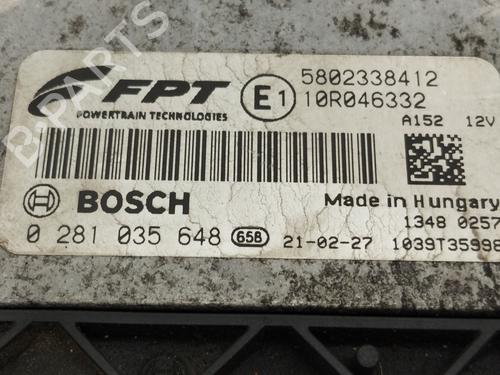 FPT
POWERTRAIN TECHNOLOGIES
E1
5802338412
10R046332
A152 12V
BOSCH
Made in Hungary
0 281 035 648 658
21-02-27
1348 0257
1039T35998
B-PARTS